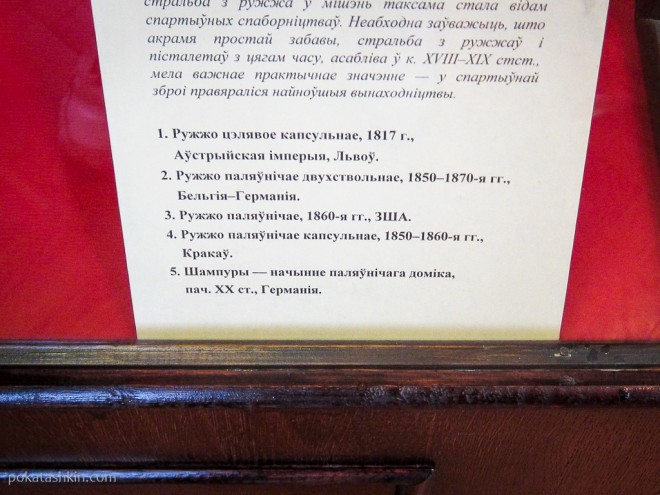 стральба з ружжа ў мішэнь таксама стала відам
спартыўных спаборніцтваў. Неабходна заўважыць, што
акрамя простай забавы, стральба з ружжаў і
пісталетаў з цягам часу, асабліва ў к. XVIII–XIX стст.,
мела важнае практычнае значэнне — у спартыўнай
зброі правяраліся найноўшыя вынаходніцтвы.
1. Ружжо цэлявое капсульнае, 1817 г.,
Аўстрыйская імперыя, Львоў.
2. Ружжо паляўнічае двухствольнае, 1850–1870-я гг.,
Бельгія–Германія.
3. Ружжо паляўнічае, 1860-я гг., ЗША.
4. Ружжо паляўнічае капсульнае, 1850–1860-я гг.,
Кракаў.
5. Шампуры — начынне паляўнічага доміка,
пач. XX ст., Германія.
pokatashkin.com